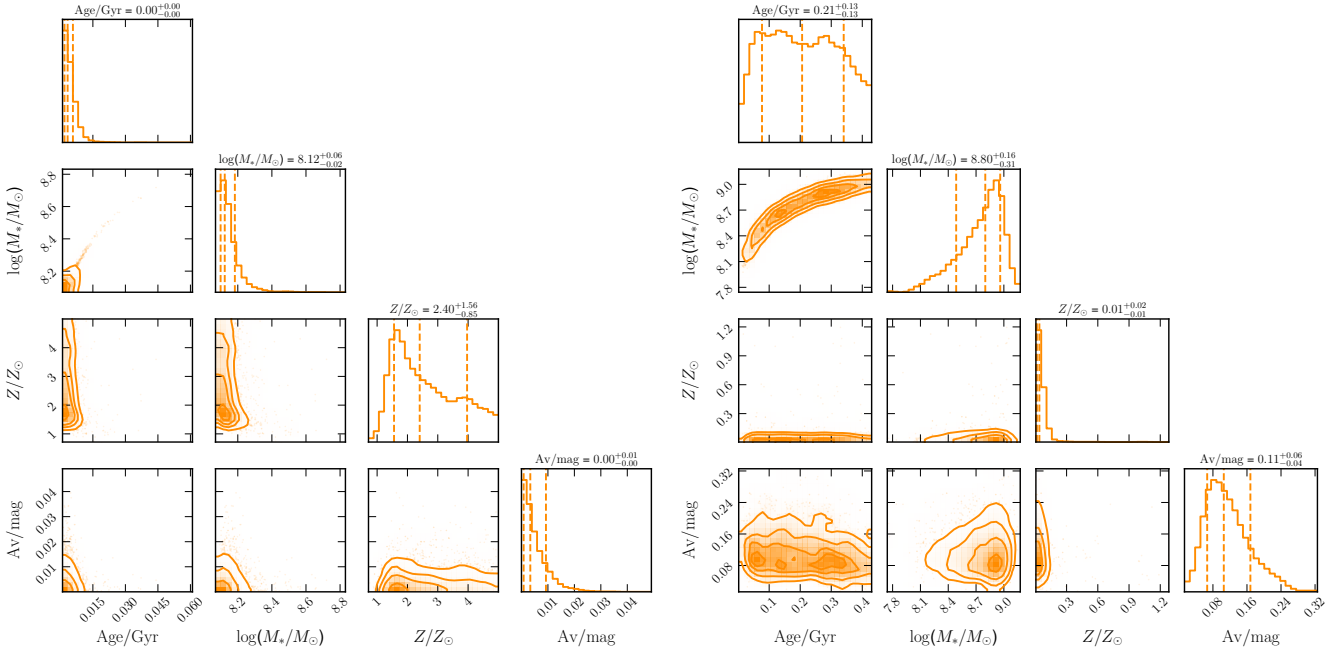 Age/Gyr = 0.00^{+0.00}_{-0.00}
Age/Gyr = 0.21^{+0.13}_{-0.13}
log(M_*/M_⊙) = 8.12^{+0.06}_{-0.02}
log(M_*/M_⊙) = 8.80^{+0.16}_{-0.31}
log(M_*/M_⊙)
8.8
8.6
8.4
8.2
log(M_*/M_⊙)
9.0
8.7
8.4
8.1
7.8
Z/Z_⊙ = 2.40^{+1.56}_{-0.85}
Z/Z_⊙ = 0.01^{+0.02}_{-0.01}
Z/Z_⊙
4
3
2
1
Z/Z_⊙
1.2
0.9
0.6
0.3
Av/mag = 0.00^{+0.01}_{-0.00}
Av/mag = 0.11^{+0.06}_{-0.04}
Av/mag
0.04
0.03
0.02
0.01
Av/mag
0.32
0.24
0.16
0.08
0.015 0.030 0.045 0.060
8.2 8.4 8.6 8.8
1 2 3 4
0.01 0.02 0.03 0.04
0.1 0.2 0.3 0.4
7.8 8.1 8.4 8.7 9.0
0.3 0.6 0.9 1.2
0.08 0.16 0.24 0.32
Age/Gyr
log(M_*/M_⊙)
Z/Z_⊙
Av/mag
Age/Gyr
log(M_*/M_⊙)
Z/Z_⊙
Av/mag